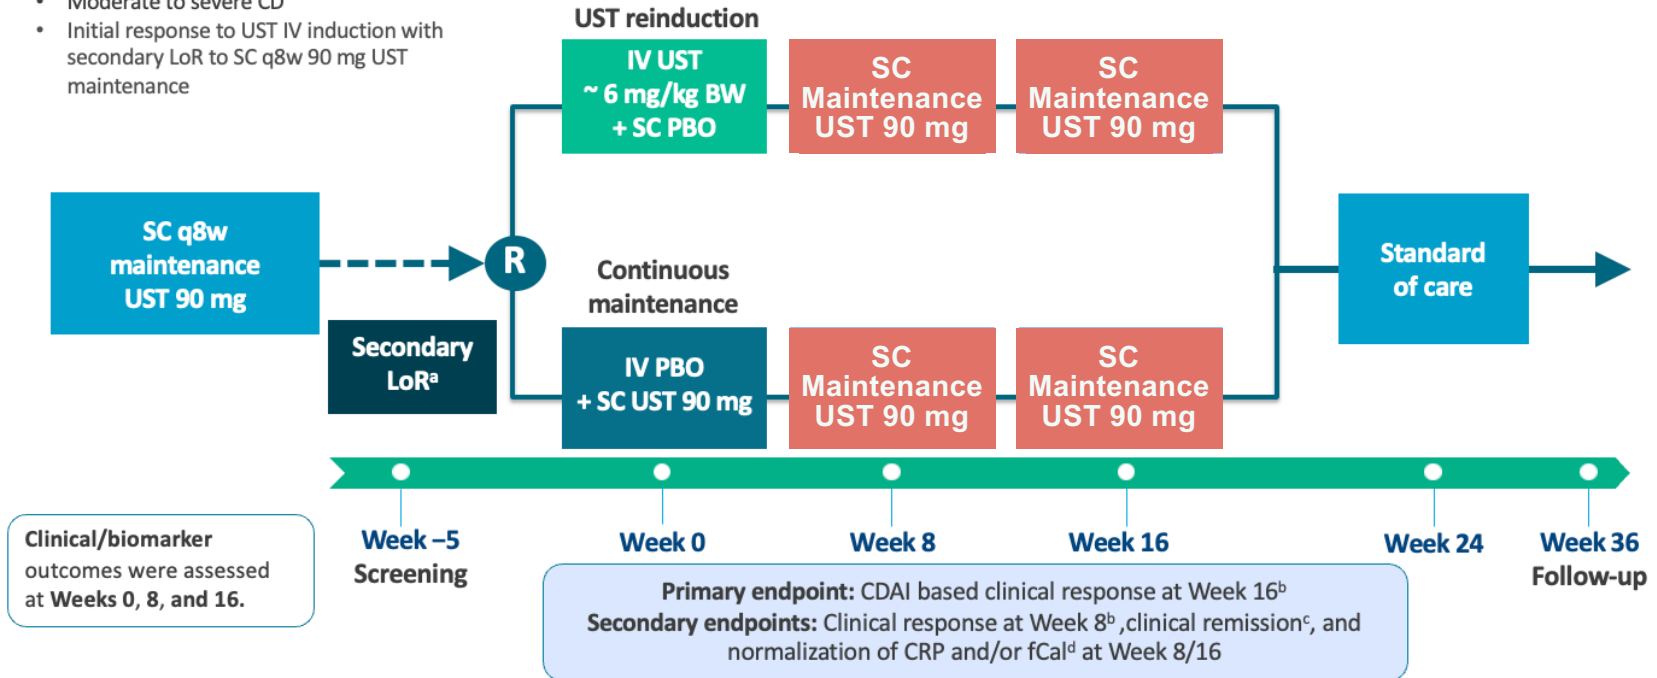 • Moderate to severe CD
• Initial response to UST IV induction with
secondary LoR to SC q8w 90 mg UST
maintenance
UST reinduction
IV UST
~ 6 mg/kg BW
+ SC PBO
SC
Maintenance
UST 90 mg
SC
Maintenance
UST 90 mg
SC q8w
maintenance
UST 90 mg
R
Secondary
LoRᵃ
Continuous
maintenance
IV PBO
+ SC UST 90 mg
SC
Maintenance
UST 90 mg
SC
Maintenance
UST 90 mg
Standard
of care
Week –5
Screening
Week 0
Week 8
Week 16
Week 24
Week 36
Follow-up
Clinical/biomarker
outcomes were assessed
at Weeks 0, 8, and 16.
Primary endpoint: CDAI based clinical response at Week 16ᵇ
Secondary endpoints: Clinical response at Week 8ᵇ ,clinical remissionᶜ, and
normalization of CRP and/or fCalᵈ at Week 8/16